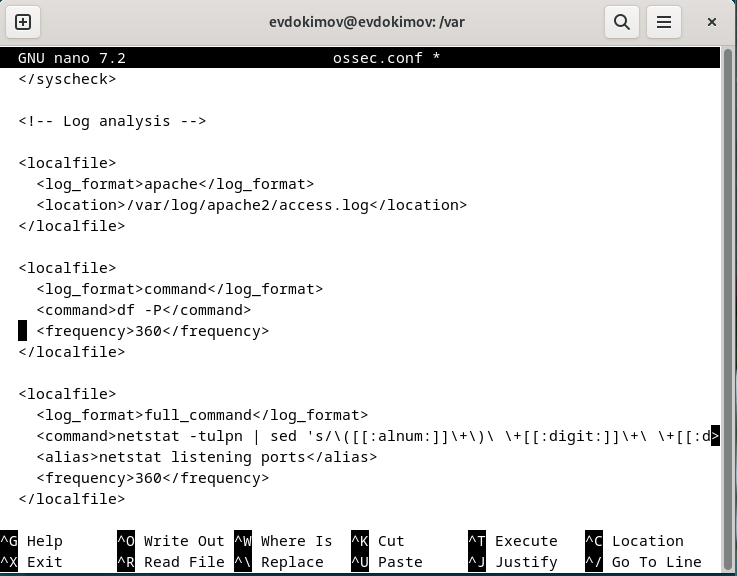 evdokimov@evdokimov: /var
GNU nano 7.2 ossec.conf *
</syscheck>
<!-- Log analysis -->
<localfile>
<log_format>apache</log_format>
<location>/var/log/apache2/access.log</location>
</localfile>
<localfile>
<log_format>command</log_format>
<command>df -P</command>
<frequency>360</frequency>
</localfile>
<localfile>
<log_format>full_command</log_format>
<command>netstat -tulpn | sed 's/\([[:alnum:]]\+\)\ \+[[:digit:]]\+\ \+[[:d>
<alias>netstat listening ports</alias>
<frequency>360</frequency>
</localfile>
^G Help ^O Write Out ^W Where Is ^K Cut ^T Execute ^C Location
^X Exit ^R Read File ^\ Replace ^U Paste ^J Justify ^/ Go To Line